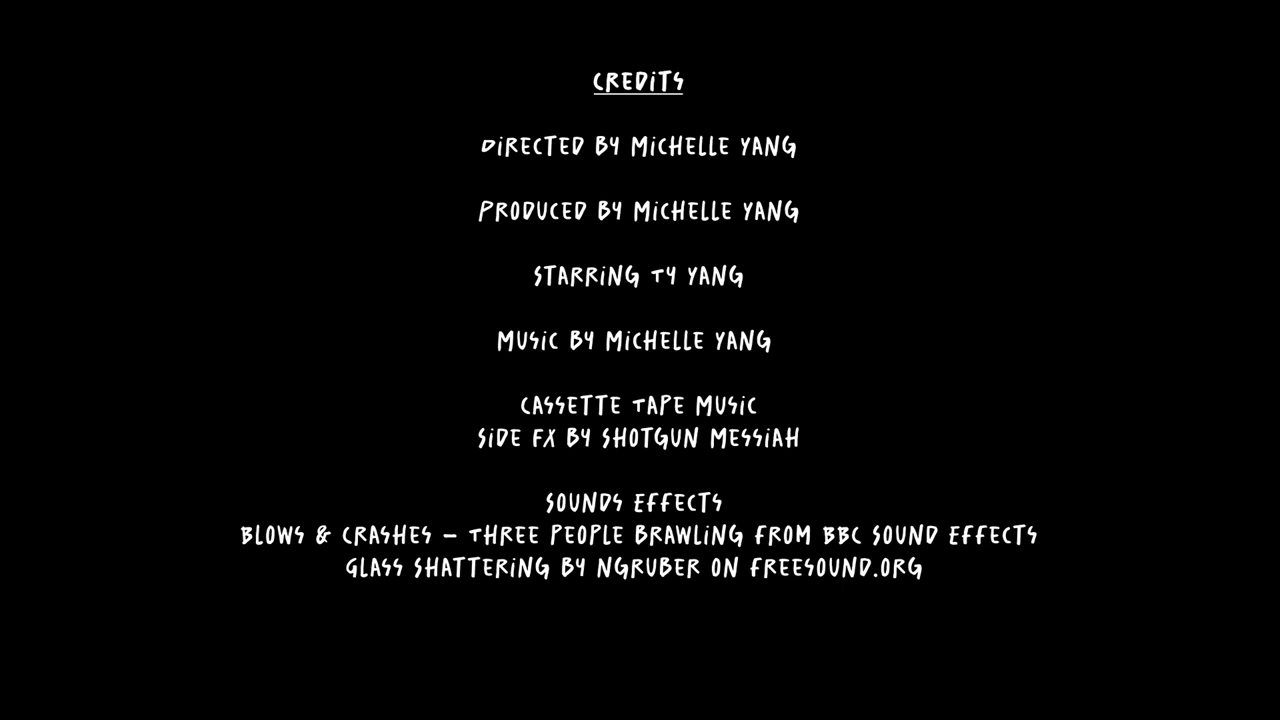 CREDITS
DIRECTED BY MICHELLE YANG
PRODUCED BY MICHELLE YANG
STARRING TY YANG
MUSIC BY MICHELLE YANG
CASSETTE TAPE MUSIC
SIDE FX BY SHOTGUN MESSIAH
SOUNDS EFFECTS
BLOWS & CRASHES – THREE PEOPLE BRAWLING FROM BBC SOUND EFFECTS
GLASS SHATTERING BY NGRUBER ON FREESOUND.ORG